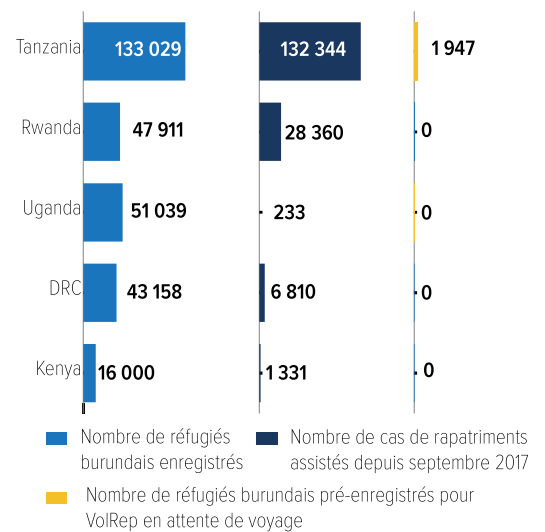 Tanzania 133 029 132 344 1 947
Rwanda 47 911 28 360 0
Uganda 51 039 233 0
DRC 43 158 6 810 0
Kenya 16 000 1 331 0
Nombre de réfugiés
burundais enregistrés
Nombre de cas de rapatriments
assistés depuis septembre 2017
Nombre de réfugiés burundais pré-enregistrés pour
VolRep en attente de voyage